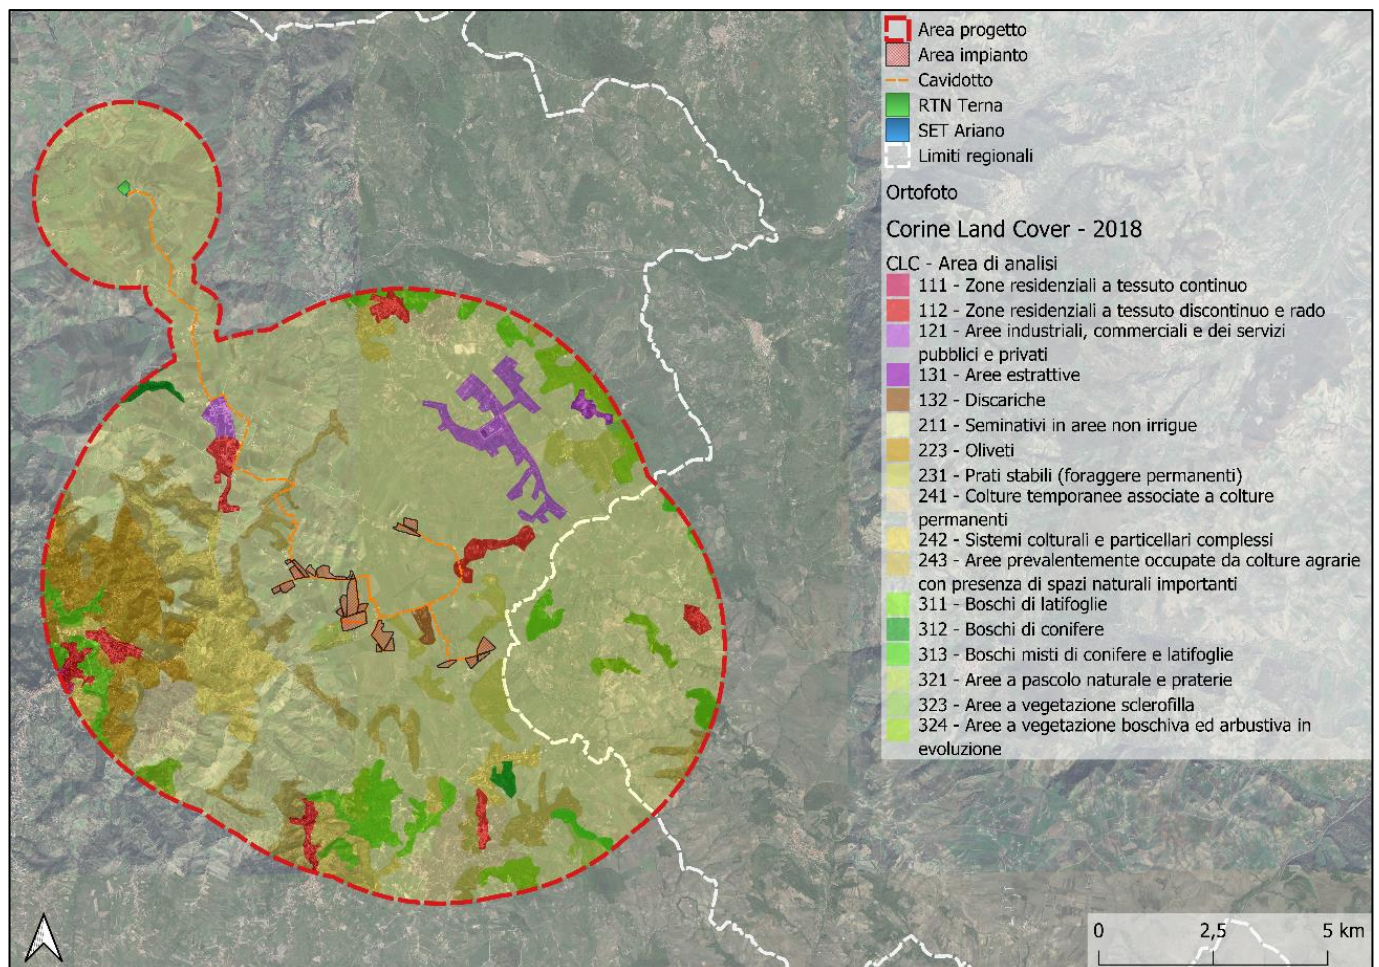 Area progetto
Area impianto
Cavidotto
RTN Terna
SET Ariano
Limiti regionali
Ortofoto
Corine Land Cover - 2018
CLC - Area di analisi
111 - Zone residenziali a tessuto continuo
112 - Zone residenziali a tessuto discontinuo e rado
121 - Aree industriali, commerciali e dei servizi
pubblici e privati
131 - Aree estrattive
132 - Discariche
211 - Seminativi in aree non irrigue
223 - Oliveti
231 - Prati stabili (foraggere permanenti)
241 - Colture temporanee associate a colture
permanenti
242 - Sistemi colturali e particellari complessi
243 - Aree prevalentemente occupate da colture agrarie
con presenza di spazi naturali importanti
311 - Boschi di latifoglie
312 - Boschi di conifere
313 - Boschi misti di conifere e latifoglie
321 - Aree a pascolo naturale e praterie
323 - Aree a vegetazione sclerofilla
324 - Aree a vegetazione boschiva ed arbustiva in
evoluzione
0 2,5 5 km